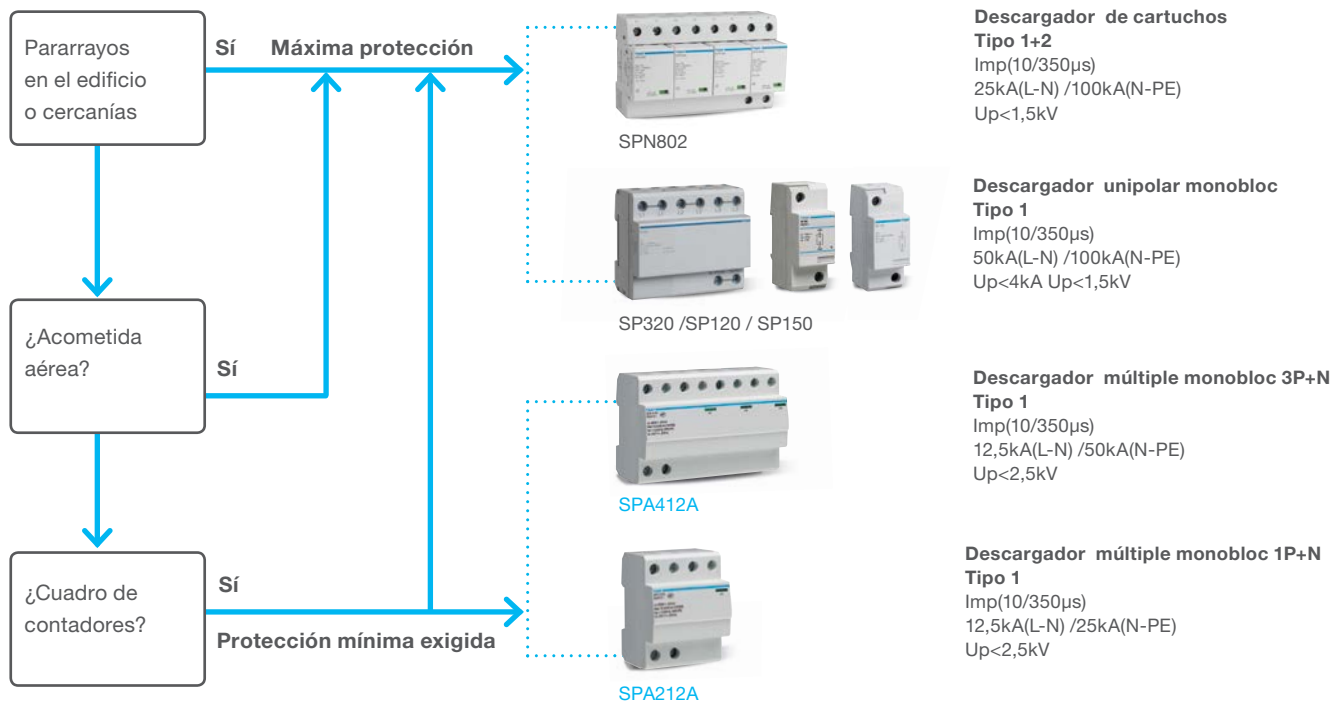 Pararrayos
en el edificio
o cercanías
Sí
Máxima protección
SPN802
Descargador de cartuchos
Tipo 1+2
Imp(10/350µs)
25kA(L-N) /100kA(N-PE)
Up<1,5kV
SP320 /SP120 / SP150
Descargador unipolar monobloc
Tipo 1
Imp(10/350µs)
50kA(L-N) /100kA(N-PE)
Up<4kA Up<1,5kV
¿Acometida
aérea?
Sí
SPA412A
Descargador múltiple monobloc 3P+N
Tipo 1
Imp(10/350µs)
12,5kA(L-N) /50kA(N-PE)
Up<2,5kV
¿Cuadro de
contadores?
Sí
Protección mínima exigida
SPA212A
Descargador múltiple monobloc 1P+N
Tipo 1
Imp(10/350µs)
12,5kA(L-N) /25kA(N-PE)
Up<2,5kV